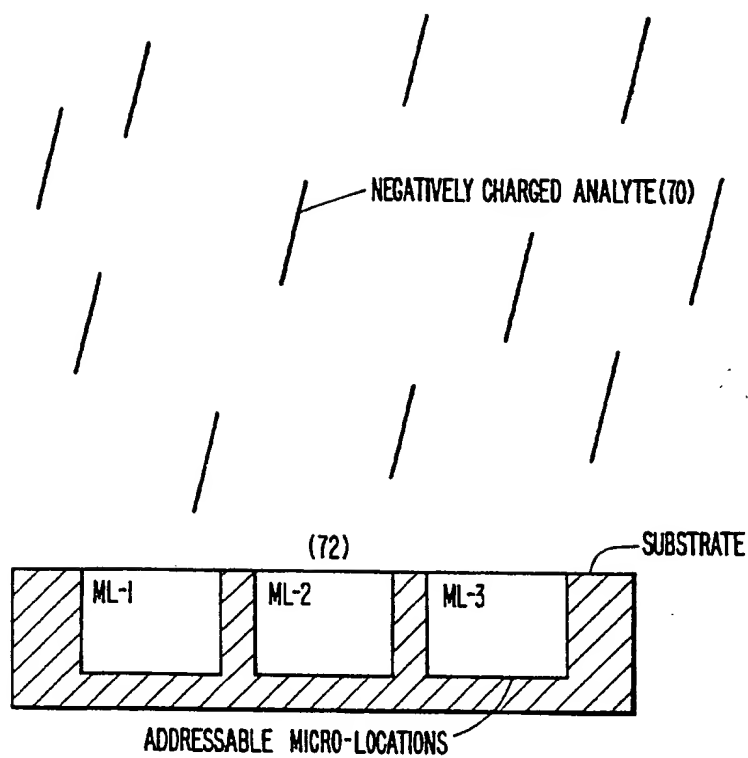 NEGATIVELY CHARGED ANALYTE(70)
(72)
SUBSTRATE
ML-1
ML-2
ML-3
ADDRESSABLE MICRO-LOCATIONS